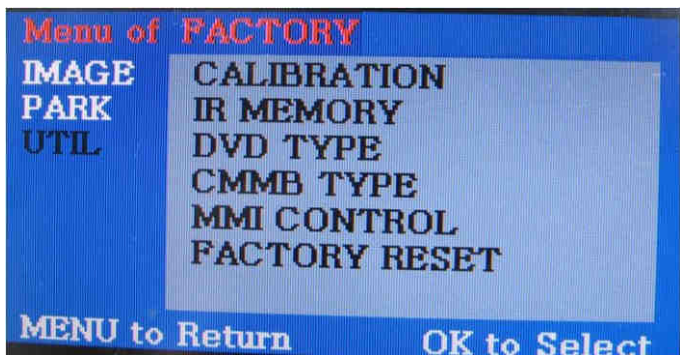 Menu of FACTORY
IMAGE
PARK
UTIL
CALIBRATION
IR MEMORY
DVD TYPE
CMMB TYPE
MMI CONTROL
FACTORY RESET
MENU to Return
OK to Select